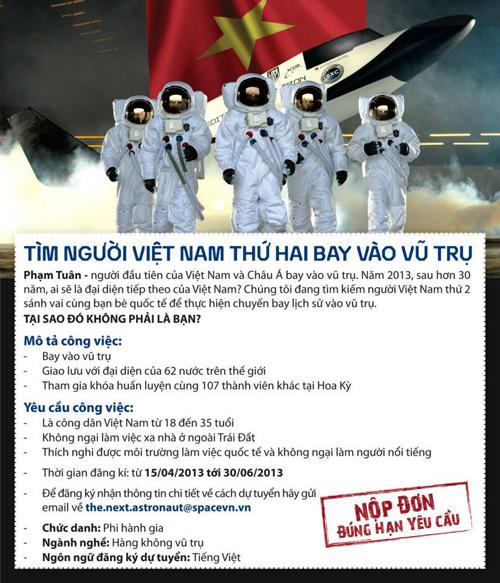 TÌM NGƯỜI VIỆT NAM THỨ HAI BAY VÀO VŨ TRỤ
Phạm Tuân - người đầu tiên của Việt Nam và Châu Á bay vào vũ trụ. Năm 2013, sau hơn 30
năm, ai sẽ là đại diện tiếp theo của Việt Nam? Chúng tôi đang tìm kiếm người Việt Nam thứ 2
sánh vai cùng bạn bè quốc tế để thực hiện chuyến bay lịch sử vào vũ trụ.
TẠI SAO ĐÓ KHÔNG PHẢI LÀ BẠN?
Mô tả công việc:
- Bay vào vũ trụ
- Giao lưu với đại diện của 62 nước trên thế giới
- Tham gia khóa huấn luyện cùng 107 thành viên khác tại Hoa Kỳ
Yêu cầu công việc:
- Là công dân Việt Nam từ 18 đến 35 tuổi
- Không ngại làm việc xa nhà ở ngoài Trái Đất
- Thích nghi được môi trường làm việc quốc tế và không ngại làm người nổi tiếng
- Thời gian đăng kí: từ 15/04/2013 tới 30/06/2013
- Để đăng ký nhận thông tin chi tiết về cách dự tuyển hãy gửi
email về the.next.astronaut@spacevn.vn
- Chức danh: Phi hành gia
- Ngành nghề: Hàng không vũ trụ
- Ngôn ngữ đăng ký dự tuyển: Tiếng Việt
NỘP ĐƠN
ĐÚNG HẠN YÊU CẦU